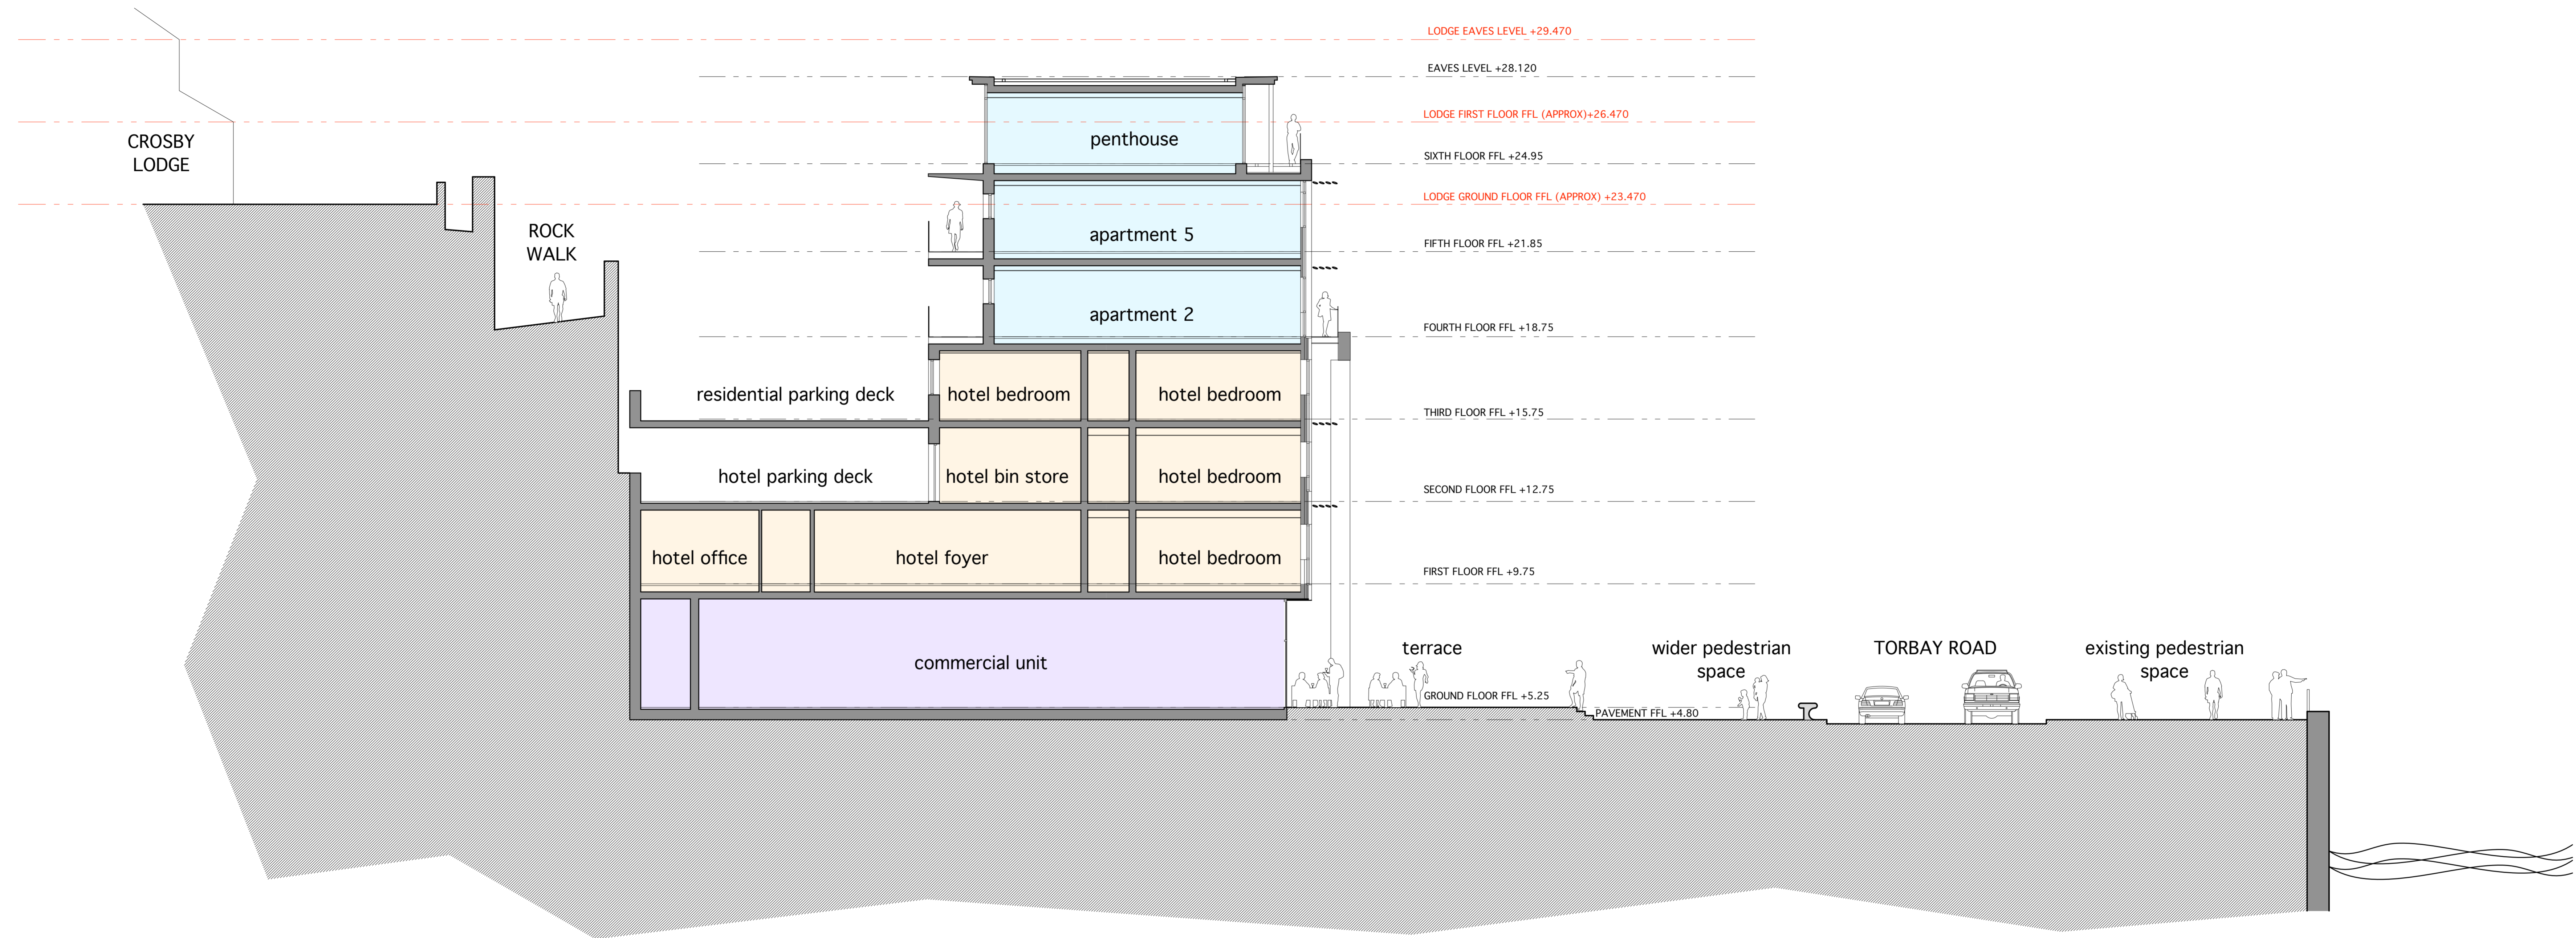 LODGE EAVES LEVEL +29.470
EAVES LEVEL +28.120
LODGE FIRST FLOOR FFL (APPROX)+26.470
CROSBY
LODGE
penthouse
SIXTH FLOOR FFL +24.95
LODGE GROUND FLOOR FFL (APPROX) +23.470
ROCK
WALK
apartment 5
FIFTH FLOOR FFL +21.85
apartment 2
FOURTH FLOOR FFL +18.75
residential parking deck
hotel bedroom
hotel bedroom
THIRD FLOOR FFL +15.75
hotel parking deck
hotel bin store
hotel bedroom
SECOND FLOOR FFL +12.75
hotel office
hotel foyer
hotel bedroom
FIRST FLOOR FFL +9.75
commercial unit
terrace
wider pedestrian
space
TORBAY ROAD
existing pedestrian
space
GROUND FLOOR FFL +5.25
PAVEMENT FFL +4.80